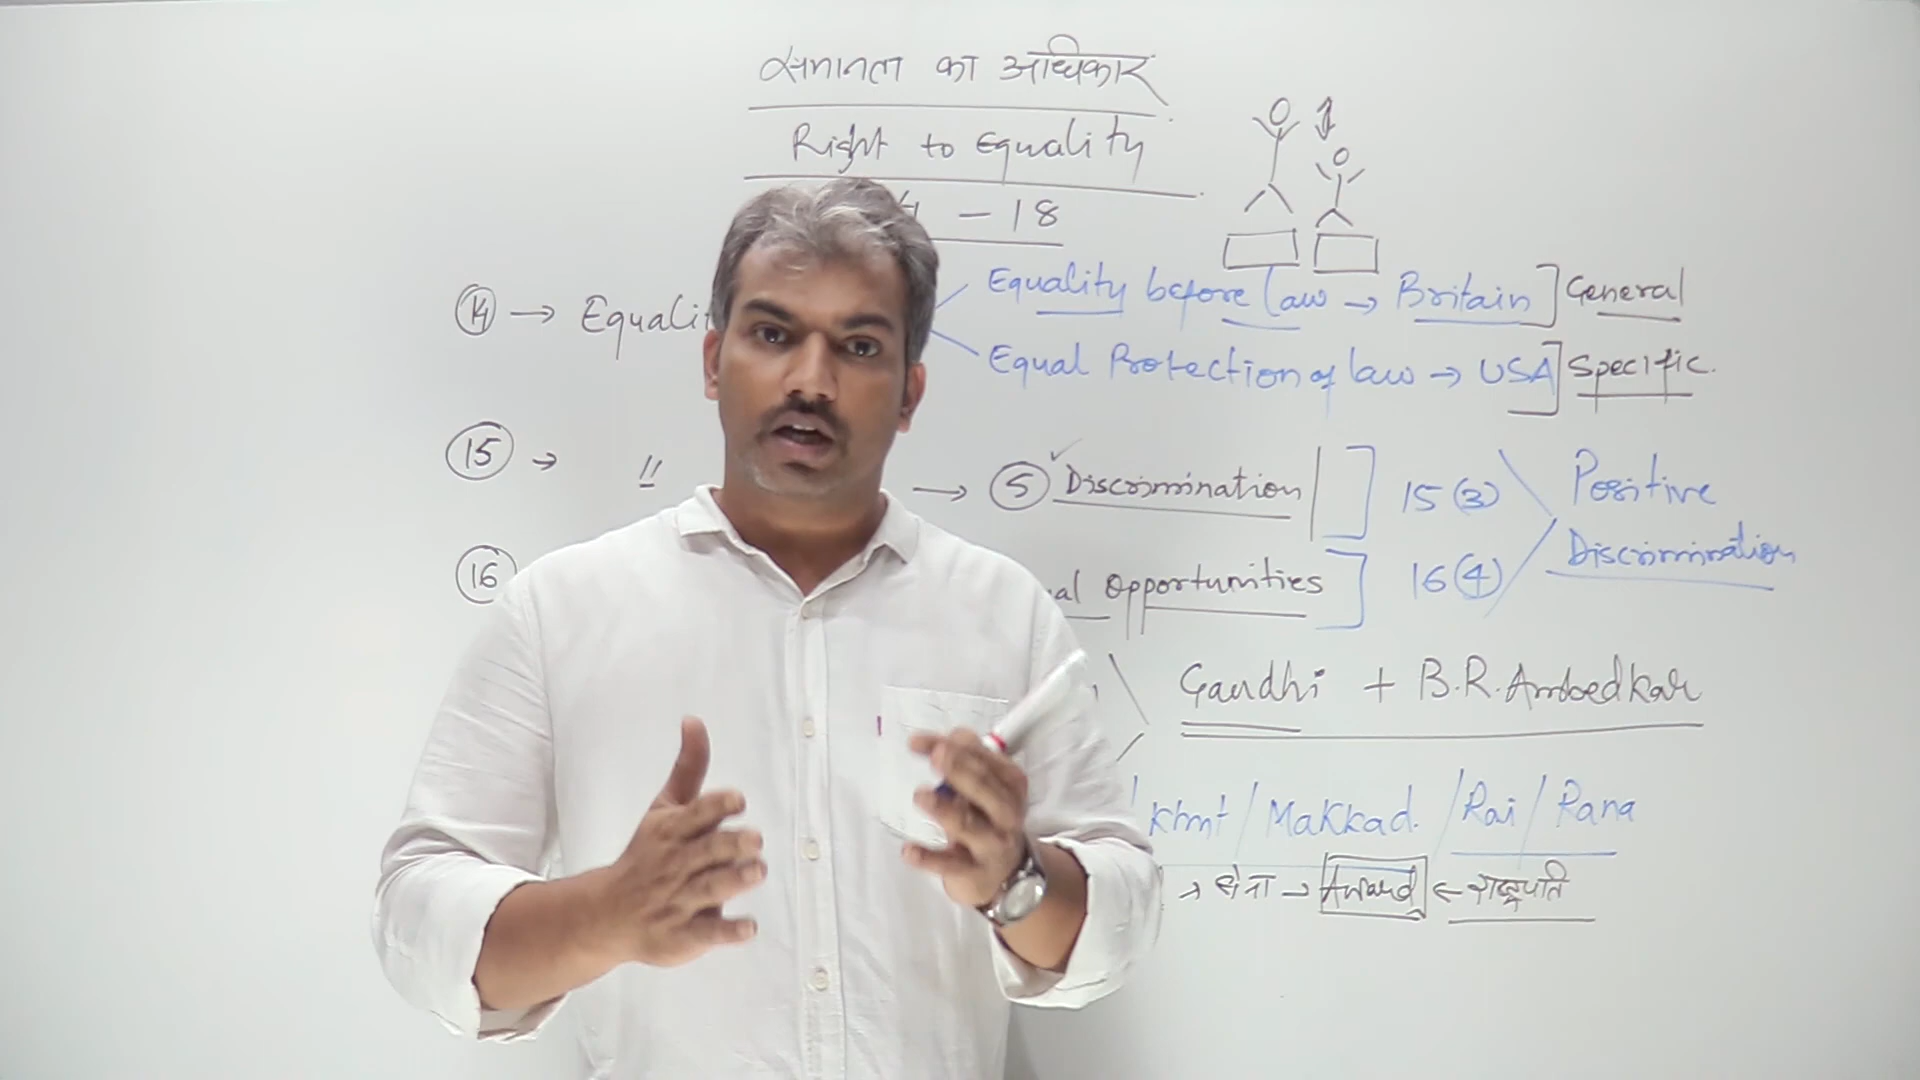 समानता का अधिकार
Right to Equality
– 18
14 → Equali
Equality before law → Britain ] General
Equal Protection of law → USA ] Specific.
15 → " → 5 ✓ Discrimination ] 15(3) Positive
Discrimination
16 al Opportunities ] 16(4)
Gandhi + B.R. Ambedkar
/ Makkad. / Rai / Rana
→ सेना → Award ← राष्ट्रपति